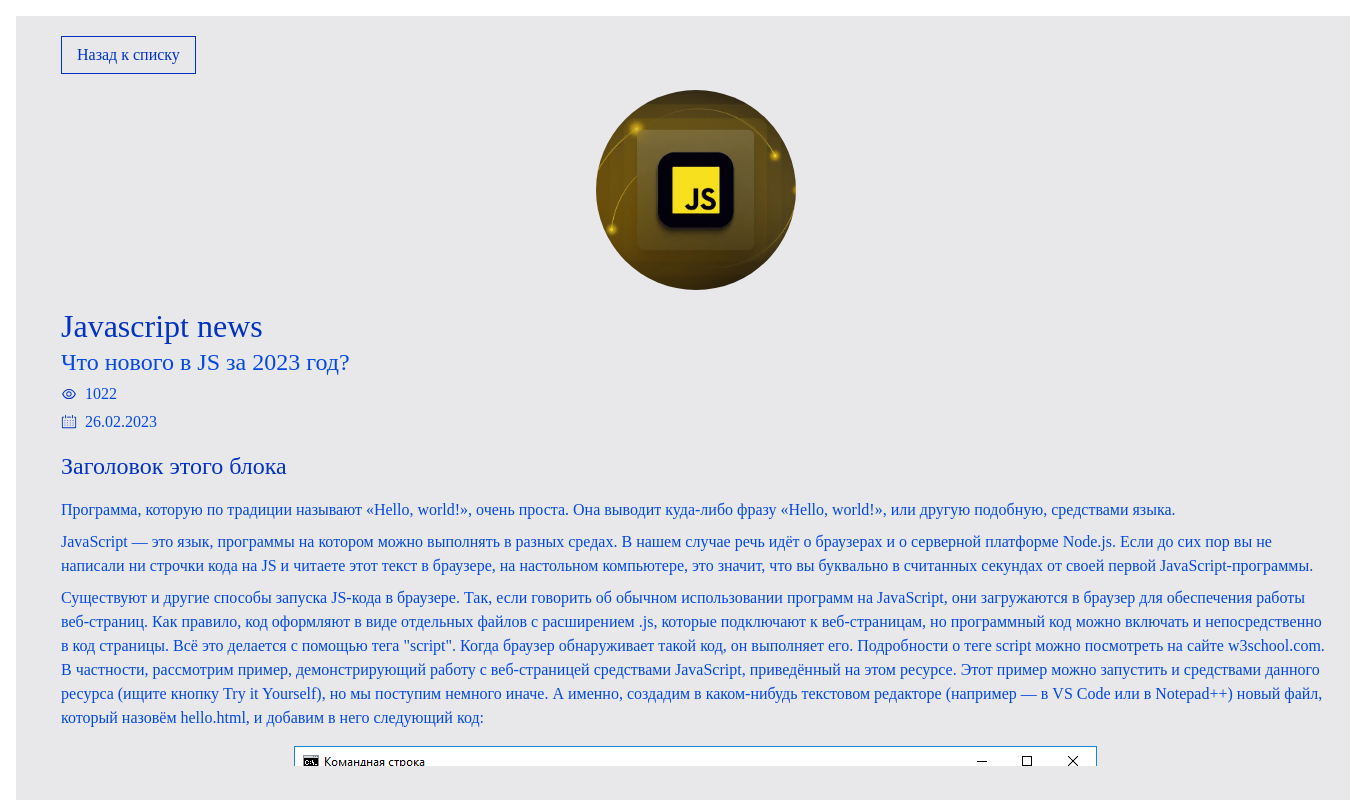 Назад к списку
JS
Javascript news
Что нового в JS за 2023 год?
1022
26.02.2023
Заголовок этого блока
Программа, которую по традиции называют «Hello, world!», очень проста. Она выводит куда-либо фразу «Hello, world!», или другую подобную, средствами языка.
JavaScript — это язык, программы на котором можно выполнять в разных средах. В нашем случае речь идёт о браузерах и о серверной платформе Node.js. Если до сих пор вы не
написали ни строчки кода на JS и читаете этот текст в браузере, на настольном компьютере, это значит, что вы буквально в считанных секундах от своей первой JavaScript-программы.
Существуют и другие способы запуска JS-кода в браузере. Так, если говорить об обычном использовании программ на JavaScript, они загружаются в браузер для обеспечения работы
веб-страниц. Как правило, код оформляют в виде отдельных файлов с расширением .js, которые подключают к веб-страницам, но программный код можно включать и непосредственно
в код страницы. Всё это делается с помощью тега "script". Когда браузер обнаруживает такой код, он выполняет его. Подробности о теге script можно посмотреть на сайте w3school.com.
В частности, рассмотрим пример, демонстрирующий работу с веб-страницей средствами JavaScript, приведённый на этом ресурсе. Этот пример можно запустить и средствами данного
ресурса (ищите кнопку Try it Yourself), но мы поступим немного иначе. А именно, создадим в каком-нибудь текстовом редакторе (например — в VS Code или в Notepad++) новый файл,
который назовём hello.html, и добавим в него следующий код:
Командная строка